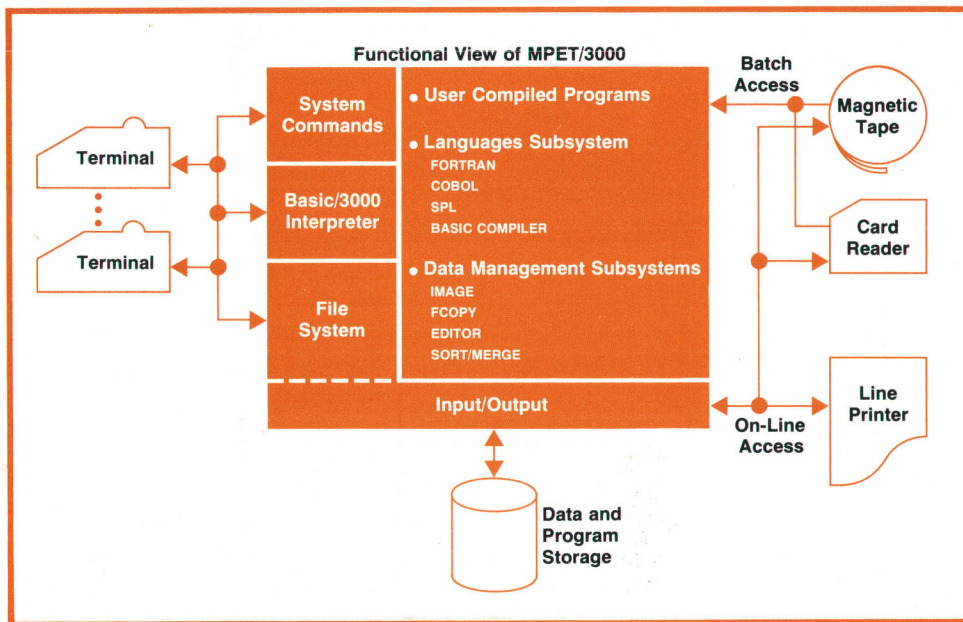 Functional View of MPET/3000
System
Commands
Basic/3000
Interpreter
File
System
• User Compiled Programs
• Languages Subsystem
FORTRAN
COBOL
SPL
BASIC COMPILER
• Data Management Subsystems
IMAGE
FCOPY
EDITOR
SORT/MERGE
Input/Output
Terminal
Terminal
Batch
Access
Magnetic
Tape
Card
Reader
Line
Printer
On-Line
Access
Data and
Program
Storage